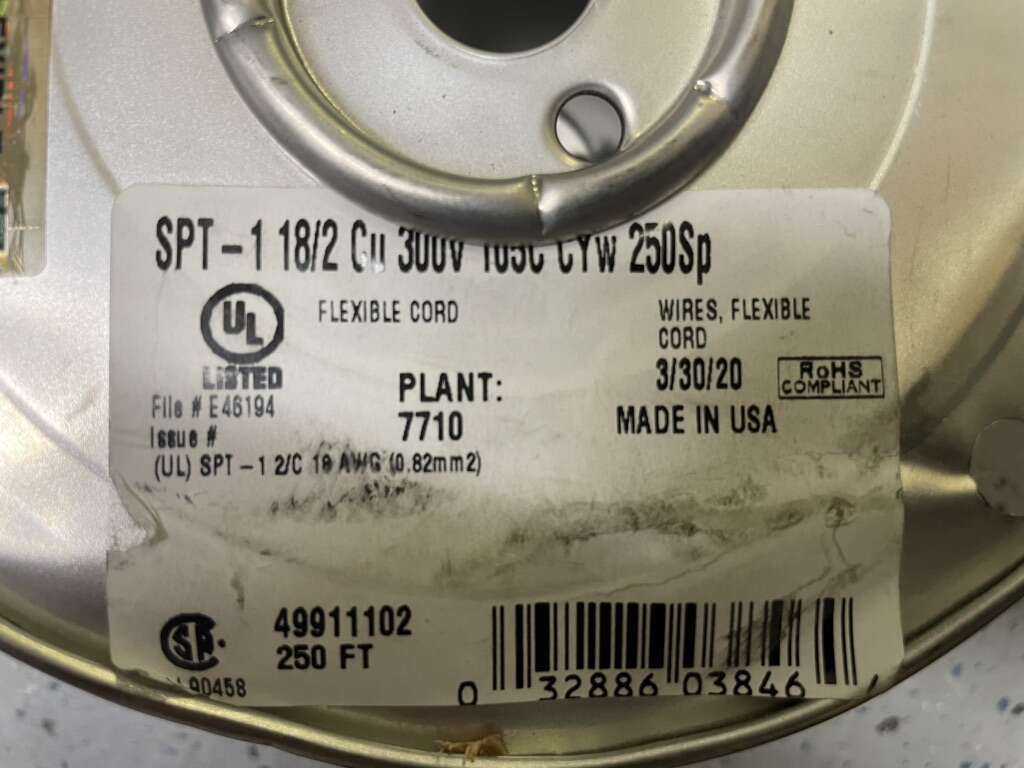 SPT-1 18/2 Cu 300V 105C CYw 250Sp
UL
LISTED
FLEXIBLE CORD
WIRES, FLEXIBLE
CORD
3/30/20
RoHS
COMPLIANT
File # E46194
Issue #
PLANT:
7710
MADE IN USA
(UL) SPT-1 2/C 18 AWG (0.82mm2)
49911102
250 FT
90458
0 32886 03846